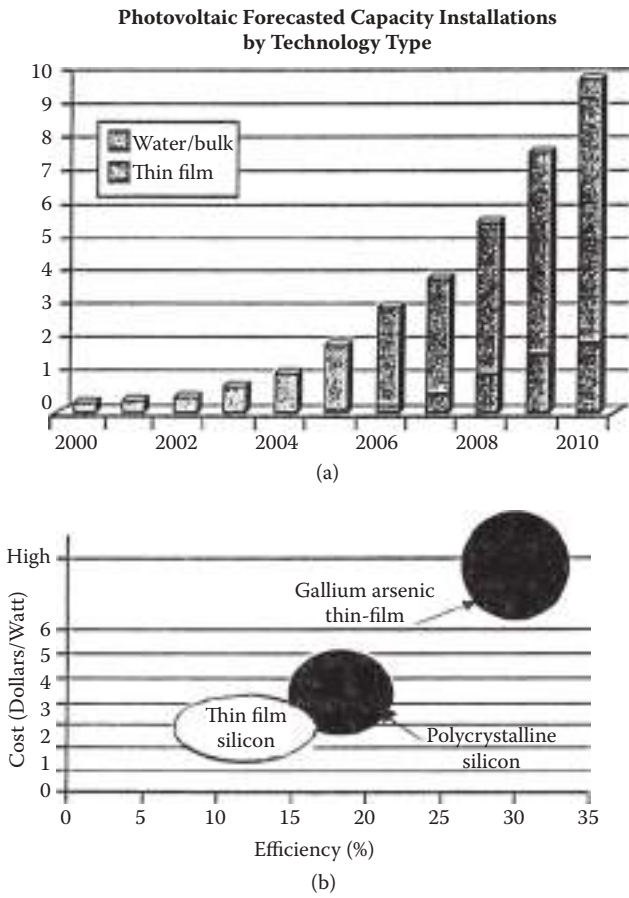 Photovoltaic Forecasted Capacity Installations
by Technology Type
10
9
8
7
6
5
4
3
2
1
0
Water/bulk
Thin film
2000
2002
2004
2006
2008
2010
(a)
High
6
5
4
3
2
1
0
Cost (Dollars/Watt)
Gallium arsenic
thin-film
Thin film
silicon
Polycrystalline
silicon
0
5
10
15
20
25
30
35
Efficiency (%)
(b)